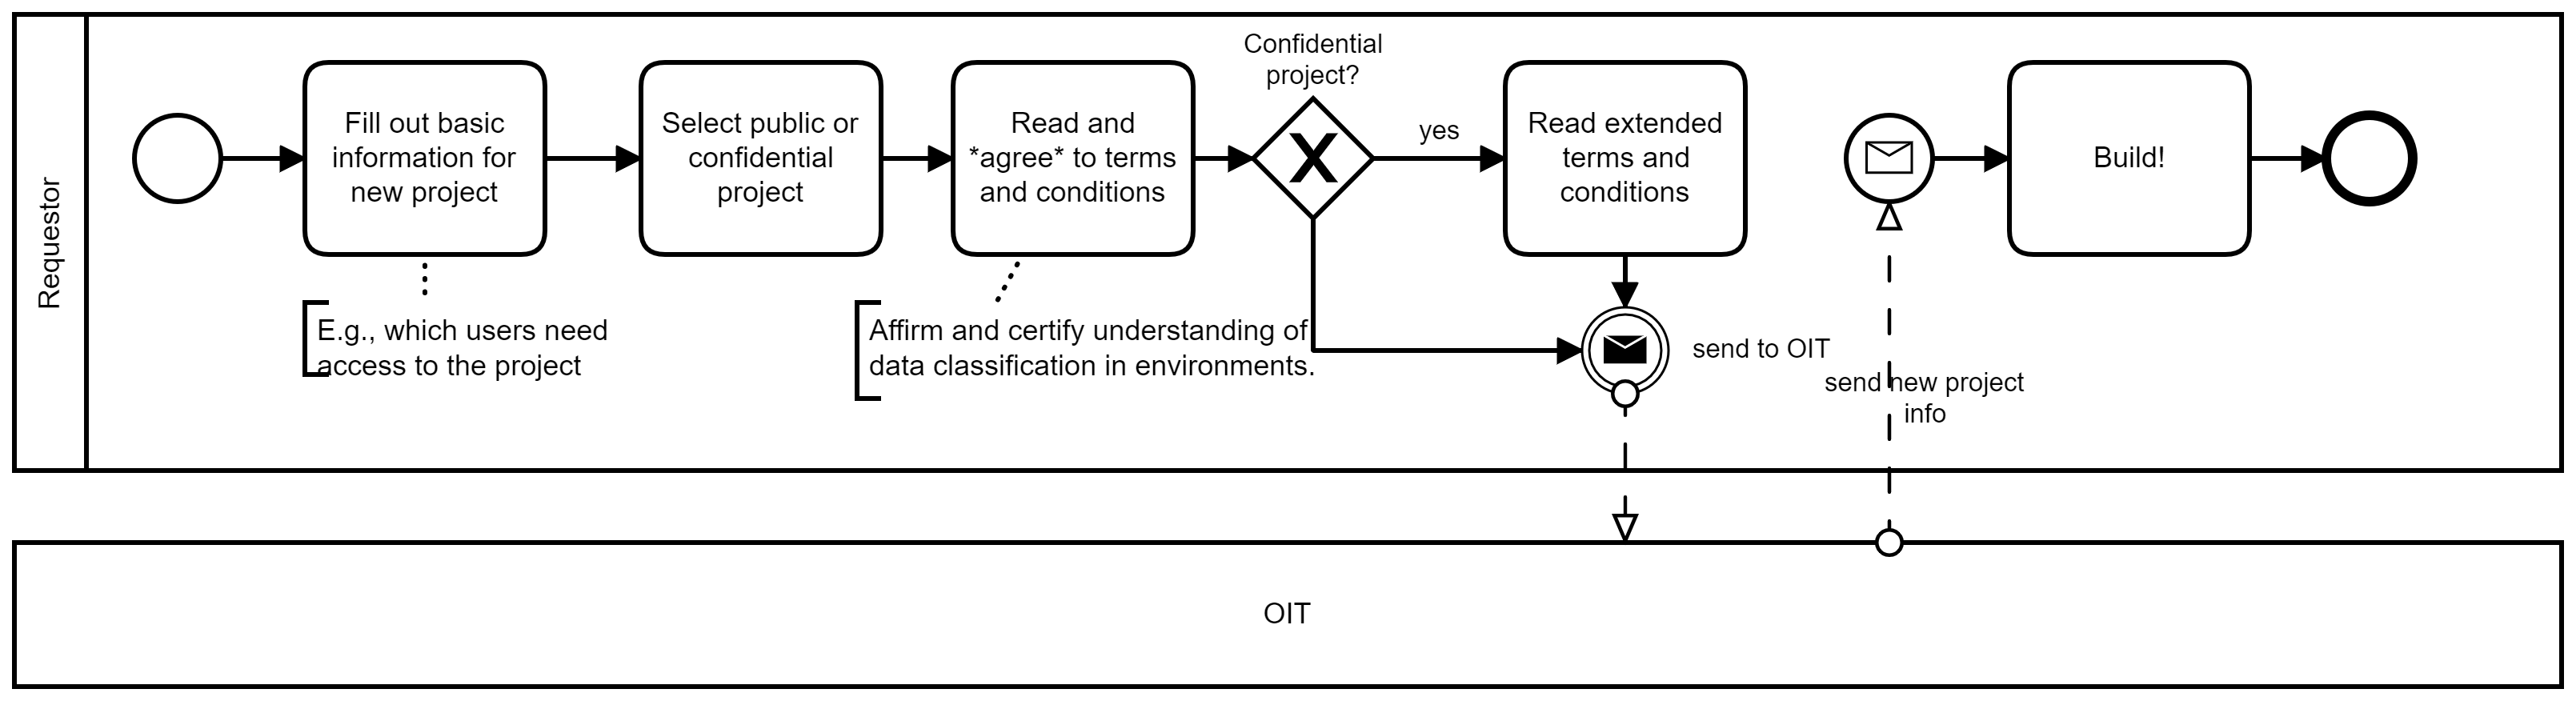 Requestor
Fill out basic
information for
new project
Select public or
confidential
project
Read and
*agree* to terms
and conditions
Confidential
project?
yes
Read extended
terms and
conditions
Build!
E.g., which users need
access to the project
Affirm and certify understanding of
data classification in environments.
send to OIT
send new project
info
OIT